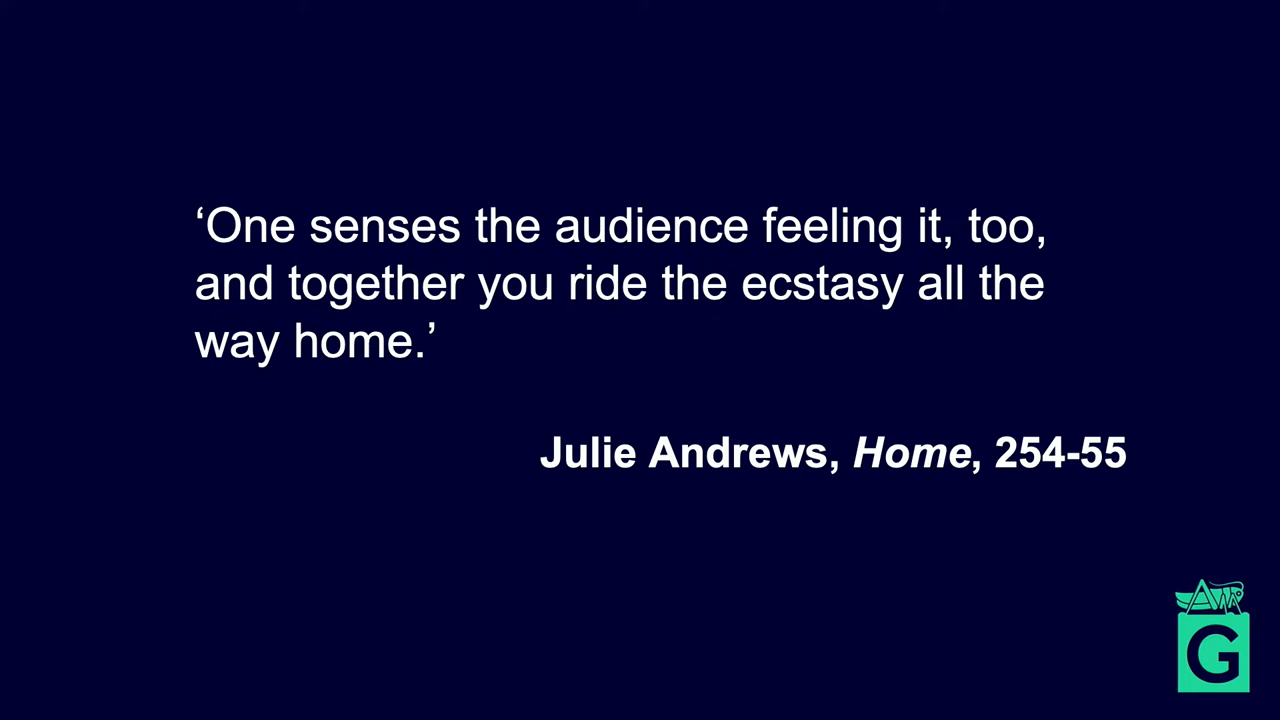 ‘One senses the audience feeling it, too,
and together you ride the ecstasy all the
way home.’
Julie Andrews, Home, 254-55
G